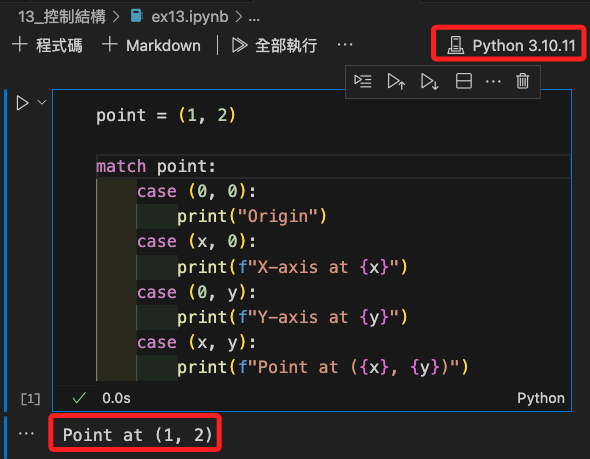 13_控制結構 > ex13.ipynb > ...
+ 程式碼 + Markdown | 全部執行 ... Python 3.10.11
...
point = (1, 2)
match point:
    case (0, 0):
        print("Origin")
    case (x, 0):
        print(f"X-axis at {x}")
    case (0, y):
        print(f"Y-axis at {y}")
    case (x, y):
        print(f"Point at ({x}, {y})")
[1] ✓ 0.0s Python
... Point at (1, 2)